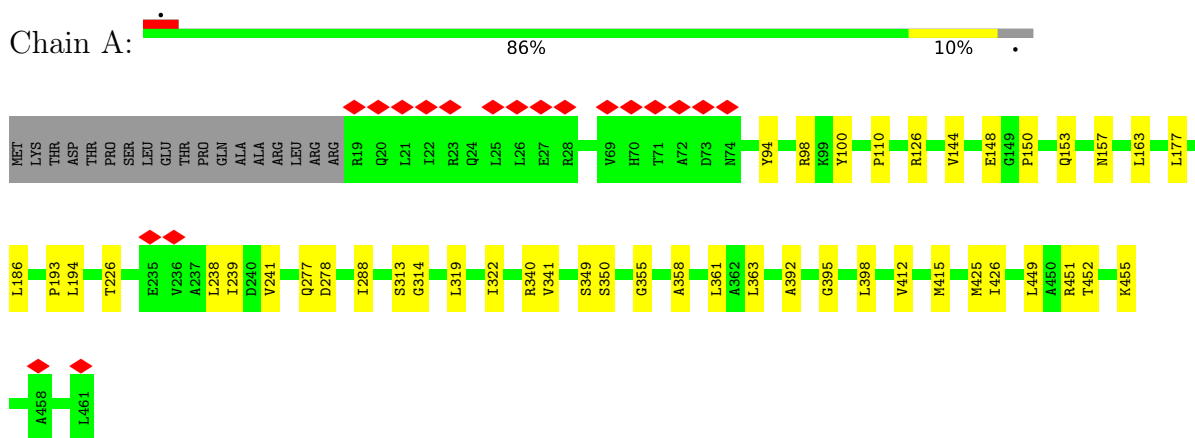 •
Chain A:
86% 10% •
MET LYS THR ASP THR PRO SER LEU GLU THR PRO GLN ALA ALA ARG LEU ARG ARG R19 Q20 L21 I22 R23 Q24 L25 L26 E27 R28 V69 H70 T71 A72 D73 N74 Y94 R98 K99 Y100 P110 R126 V144 E148 G149 P150 Q153 N157 L163 L177
L186 P193 L194 T226 E235 V236 A237 L238 I239 D240 V241 Q277 D278 I288 S313 G314 L319 I322 R340 V341 S349 S350 G355 A358 L361 A362 L363 A392 G395 L398 V412 M415 M425 I426 L449 A450 R451 T452 K455
A458 L461